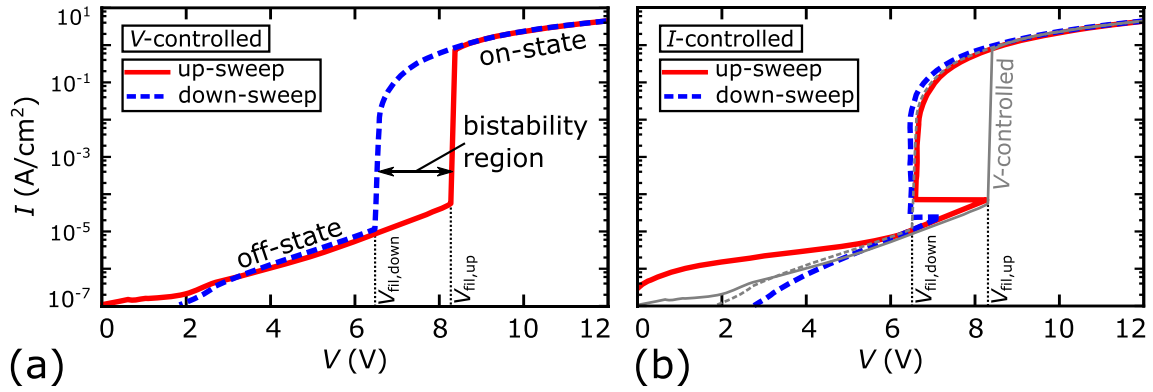 V-controlled
up-sweep
down-sweep
on-state
bistability
region
off-state
V_fil,down
V_fil,up
I (A/cm²)
10¹
10⁻¹
10⁻³
10⁻⁵
10⁻⁷
0 2 4 6 8 10 12
V (V)
(a)
I-controlled
up-sweep
down-sweep
V-controlled
V_fil,down
V_fil,up
0 2 4 6 8 10 12
V (V)
(b)